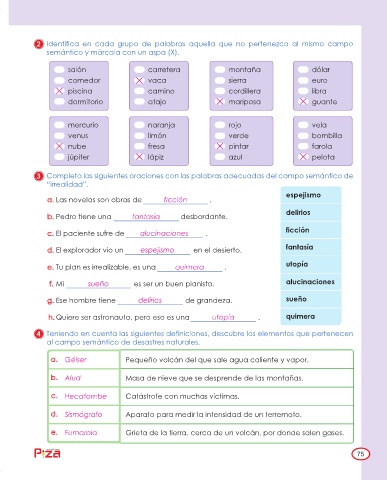 2 Identifica en cada grupo de palabras aquella que no pertenezca al mismo campo
semántico y márcala con un aspa (X).
salón
comedor
piscina
dormitorio
carretera
vaca
camino
atajo
montaña
sierra
cordillera
mariposa
dólar
euro
libra
guante
mercurio
venus
nube
júpiter
naranja
limón
fresa
lápiz
rojo
verde
pintar
azul
vela
bombilla
farola
pelota
3 Completa las siguientes oraciones con las palabras adecuadas del campo semántico de
"irrealidad".
a. Las novelas son obras de ficción .
b. Pedro tiene una fantasía desbordante.
c. El paciente sufre de alucinaciones .
d. El explorador vio un espejismo en el desierto.
e. Tu plan es irrealizable, es una quimera .
f. Mi sueño es ser un buen pianista.
g. Ese hombre tiene delirios de grandeza.
h. Quiere ser astronauta, pero eso es una utopía .
espejismo
delirios
ficción
fantasía
utopía
alucinaciones
sueño
quimera
4 Teniendo en cuenta las siguientes definiciones, descubre los elementos que pertenecen
al campo semántico de desastres naturales.
a. Géiser Pequeño volcán del que sale agua caliente y vapor.
b. Alud Masa de nieve que se desprende de las montañas.
c. Hecatombe Catástrofe con muchas víctimas.
d. Sismógrafo Aparato para medir la intensidad de un terremoto.
e. Fumarola Grieta de la tierra, cerca de un volcán, por donde salen gases.
Pizza
75